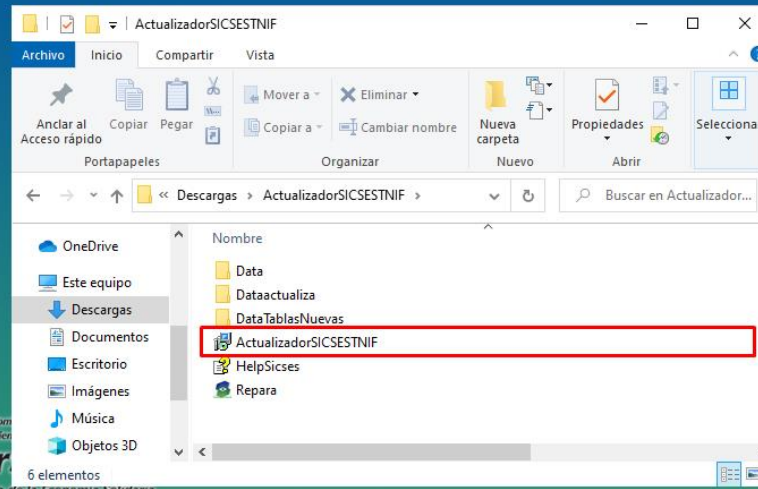 ActualizadorSICSESTNIF
Archivo Inicio Compartir Vista
Anclar al Acceso rápido
Copiar
Pegar
Mover a
Copiar a
Eliminar
Cambiar nombre
Nueva carpeta
Propiedades
Selecciona
Portapapeles Organizar Nuevo Abrir
« Descargas > ActualizadorSICSESTNIF >
Buscar en Actualizador...
OneDrive
Este equipo
Descargas
Documentos
Escritorio
Imágenes
Música
Objetos 3D
Nombre
Data
Dataactualiza
DataTablasNuevas
ActualizadorSICSESTNIF
HelpSicses
Repara
6 elementos